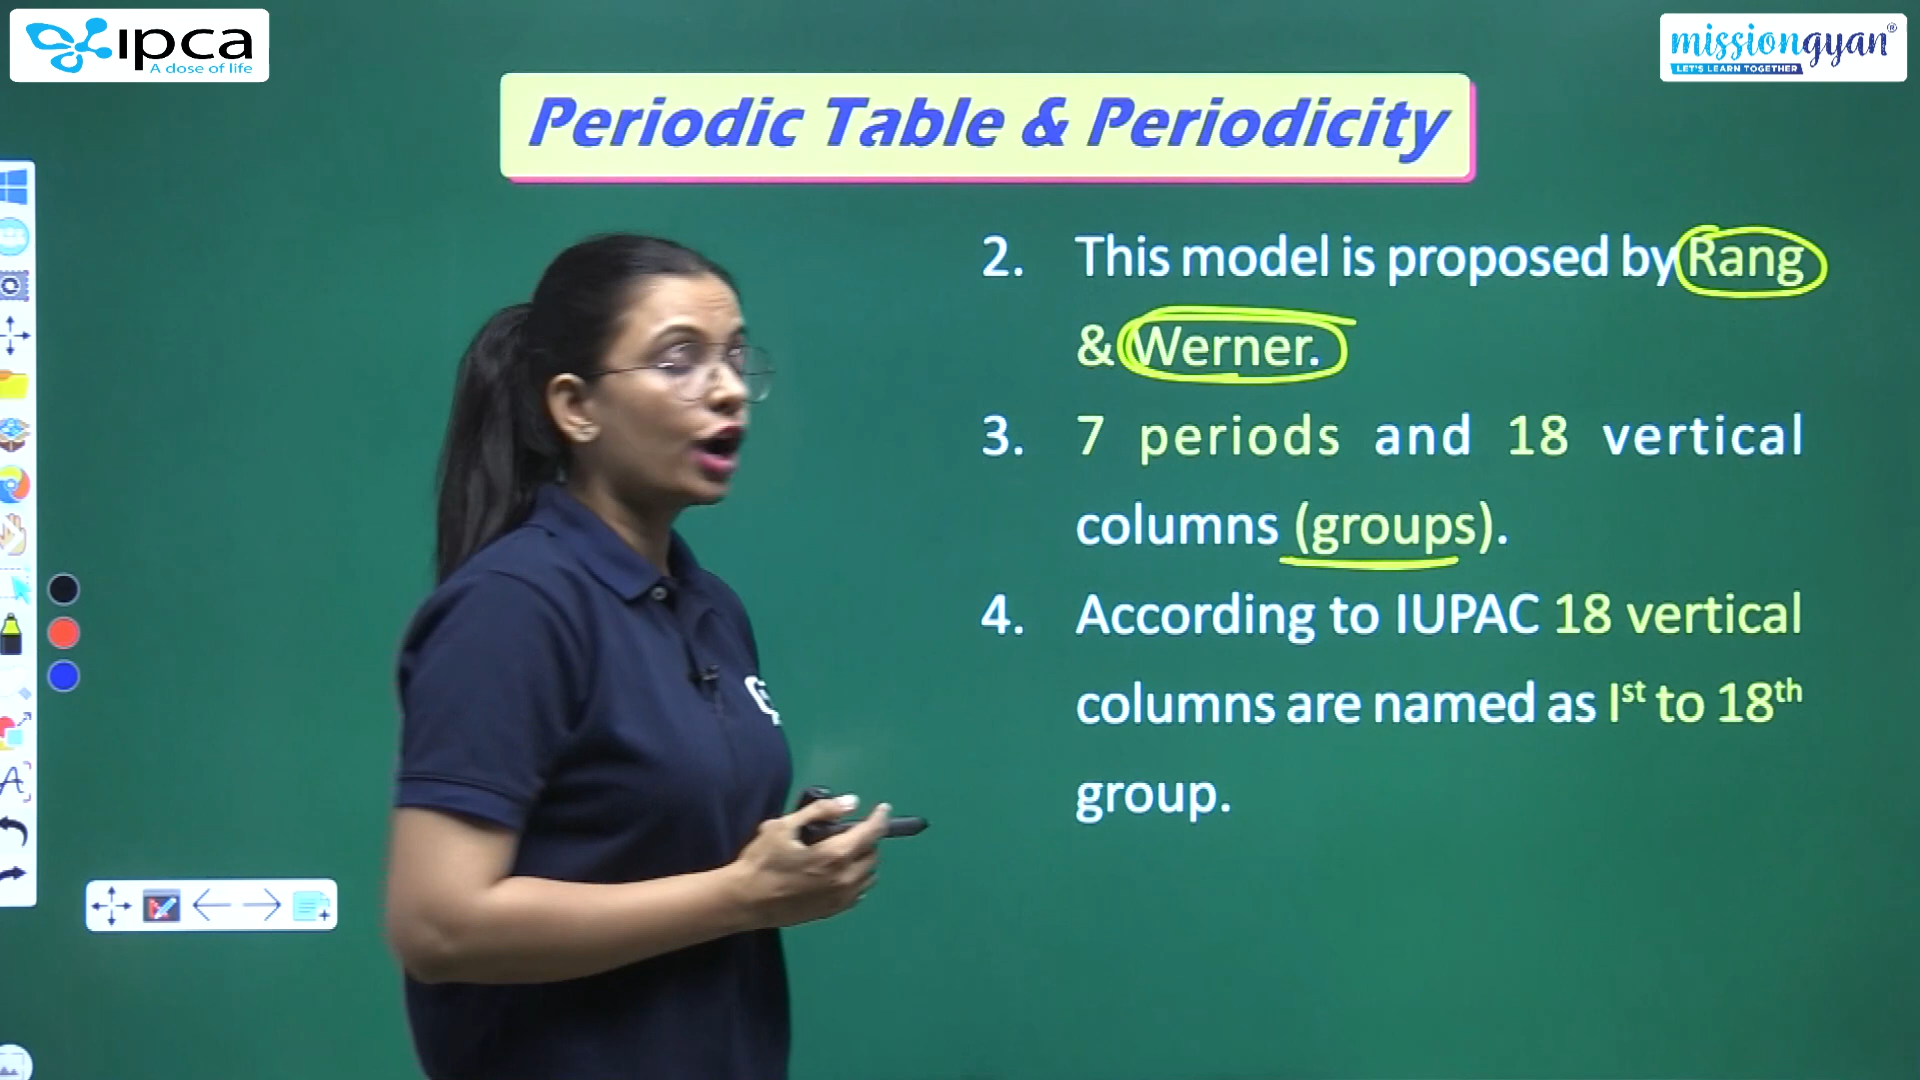 ipca
A dose of life
missiongyan®
LET'S LEARN TOGETHER
Periodic Table & Periodicity
2. This model is proposed by Rang
& Werner.
3. 7 periods and 18 vertical
columns (groups).
4. According to IUPAC 18 vertical
columns are named as Ist to 18th
group.